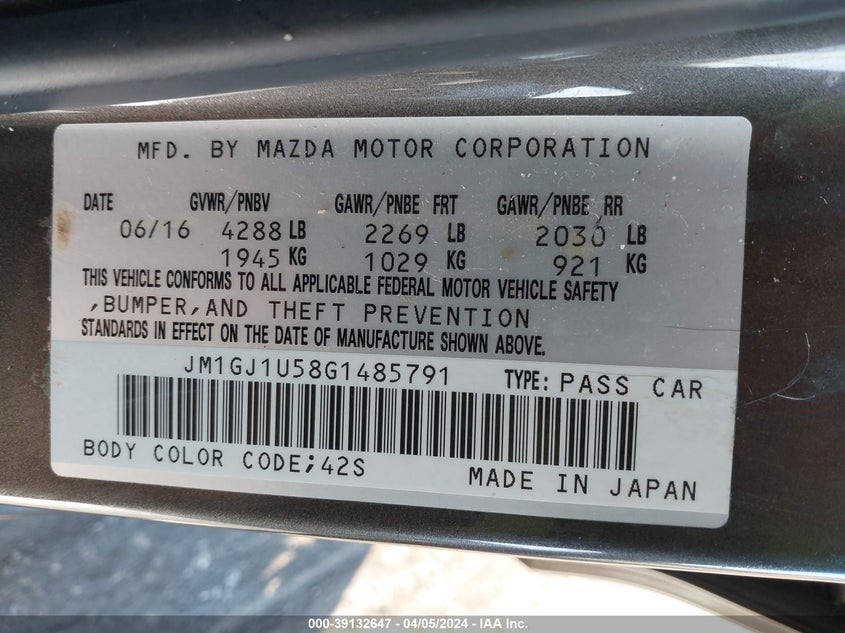 MFD. BY MAZDA MOTOR CORPORATION
DATE GVWR/PNBV GAWR/PNBE FRT GAWR/PNBE RR
06/16 4288 LB 2269 LB 2030 LB
1945 KG 1029 KG 921 KG
THIS VEHICLE CONFORMS TO ALL APPLICABLE FEDERAL MOTOR VEHICLE SAFETY
,BUMPER,AND THEFT PREVENTION
STANDARDS IN EFFECT ON THE DATE OF MANUFACTURE SHOWN ABOVE.
JM1GJ1U58G1485791 TYPE: PASS CAR
BODY COLOR CODE;42S MADE IN JAPAN
000-39132647 - 04/05/2024 - IAA Inc.